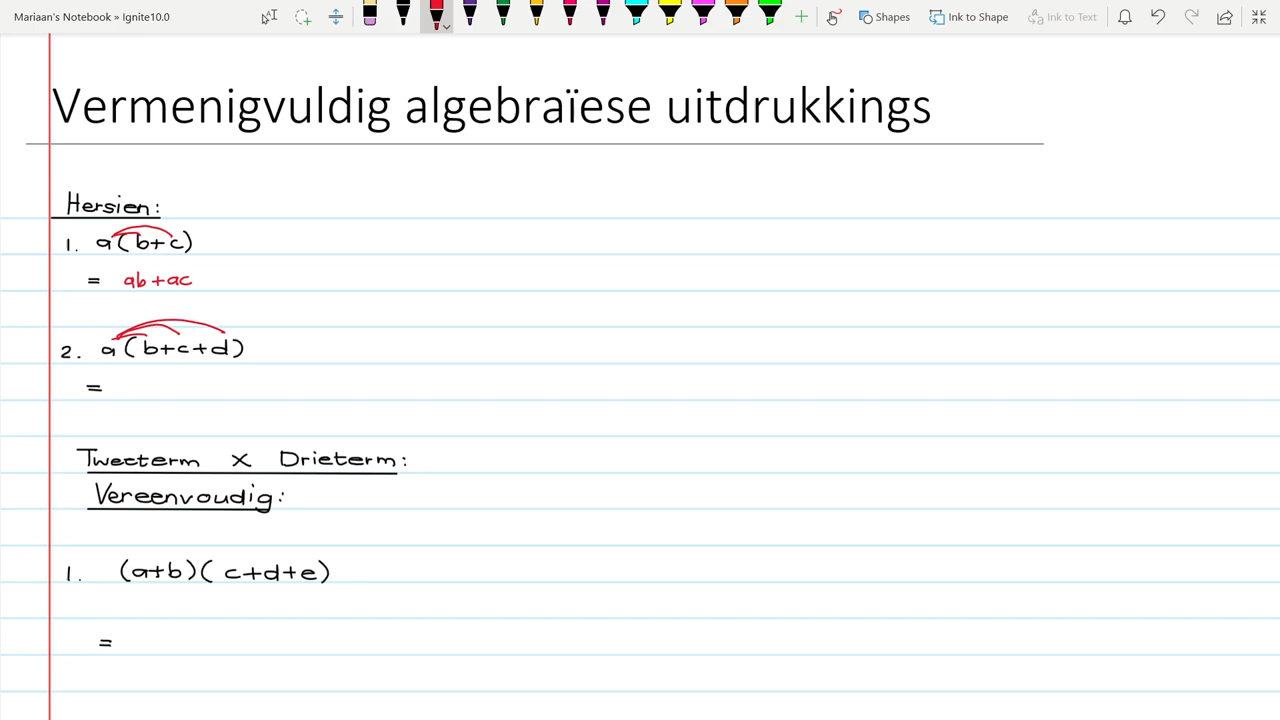 Mariaan's Notebook » Ignite10.0
Shapes
Ink to Shape
Ink to Text
Vermenigvuldig algebraïese uitdrukkings
Hersien:
1. a(b+c)
= ab+ac
2. a(b+c+d)
=
Tweeterm x Drieterm:
Vereenvoudig:
1. (a+b)(c+d+e)
=